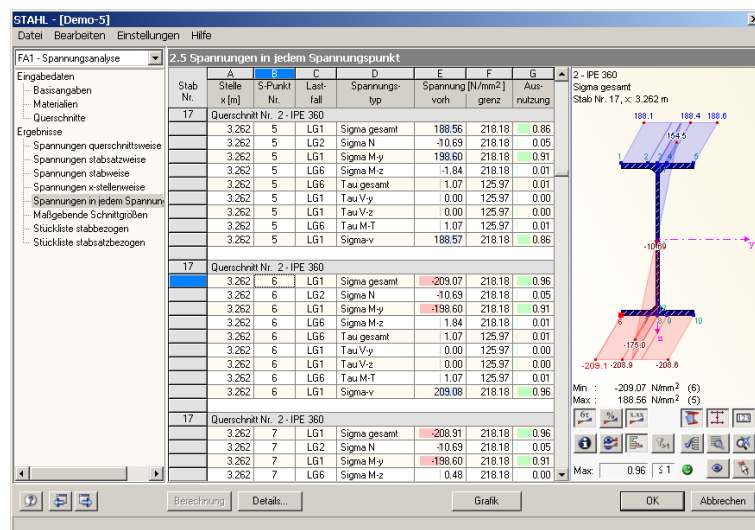 STAHL - [Demo-5]
Datei Bearbeiten Einstellungen Hilfe
FA1 - Spannungsanalyse
Eingabedaten
Basisangaben
Materialien
Querschnitte
Ergebnisse
Spannungen querschnittsweise
Spannungen stabsatzweise
Spannungen stabweise
Spannungen x-stellenweise
Spannungen in jedem Spannun
Maßgebende Schnittgrößen
Stückliste stabbezogen
Stückliste stabsatzbezogen
2.5 Spannungen in jedem Spannungspunkt
A B C D E F G
Stab Stelle S-Punkt Last- Spannungs- Spannung [N/mm²] Aus-
Nr. x [m] Nr. fall typ vorh grenz nutzung
17 Querschnitt Nr. 2 - IPE 360
3.262 5 LG1 Sigma gesamt 188.56 218.18 0.86
3.262 5 LG2 Sigma N -10.69 218.18 0.05
3.262 5 LG1 Sigma M-y 198.60 218.18 0.91
3.262 5 LG6 Sigma M-z -1.84 218.18 0.01
3.262 5 LG6 Tau gesamt 1.07 125.97 0.01
3.262 5 LG1 Tau V-y 0.00 125.97 0.00
3.262 5 LG1 Tau V-z 0.00 125.97 0.00
3.262 5 LG6 Tau M-T 1.07 125.97 0.01
3.262 5 LG1 Sigma-v 188.57 218.18 0.86
17 Querschnitt Nr. 2 - IPE 360
3.262 6 LG1 Sigma gesamt -209.07 218.18 0.96
3.262 6 LG2 Sigma N -10.69 218.18 0.05
3.262 6 LG1 Sigma M-y -198.60 218.18 0.91
3.262 6 LG6 Sigma M-z 1.84 218.18 0.01
3.262 6 LG6 Tau gesamt 1.07 125.97 0.01
3.262 6 LG1 Tau V-y 0.00 125.97 0.00
3.262 6 LG1 Tau V-z 0.00 125.97 0.00
3.262 6 LG6 Tau M-T 1.07 125.97 0.01
3.262 6 LG1 Sigma-v 209.08 218.18 0.96
17 Querschnitt Nr. 2 - IPE 360
3.262 7 LG1 Sigma gesamt -208.91 218.18 0.96
3.262 7 LG2 Sigma N -10.69 218.18 0.05
3.262 7 LG1 Sigma M-y -198.60 218.18 0.91
3.262 7 LG6 Sigma M-z 0.48 218.18 0.00
2 - IPE 360
Sigma gesamt
Stab Nr. 17, x: 3.262 m
188.1 188.4 188.6
154.5
1 2 3 4 5
-10.69
y
6 8 9 10
-175.0
z
-209.1 -208.9 -208.6
Min : -209.07 N/mm² (6)
Max : 188.56 N/mm² (5)
x.xx
Max: 0.96 ≤ 1
Berechnung Details... Grafik OK Abbrechen